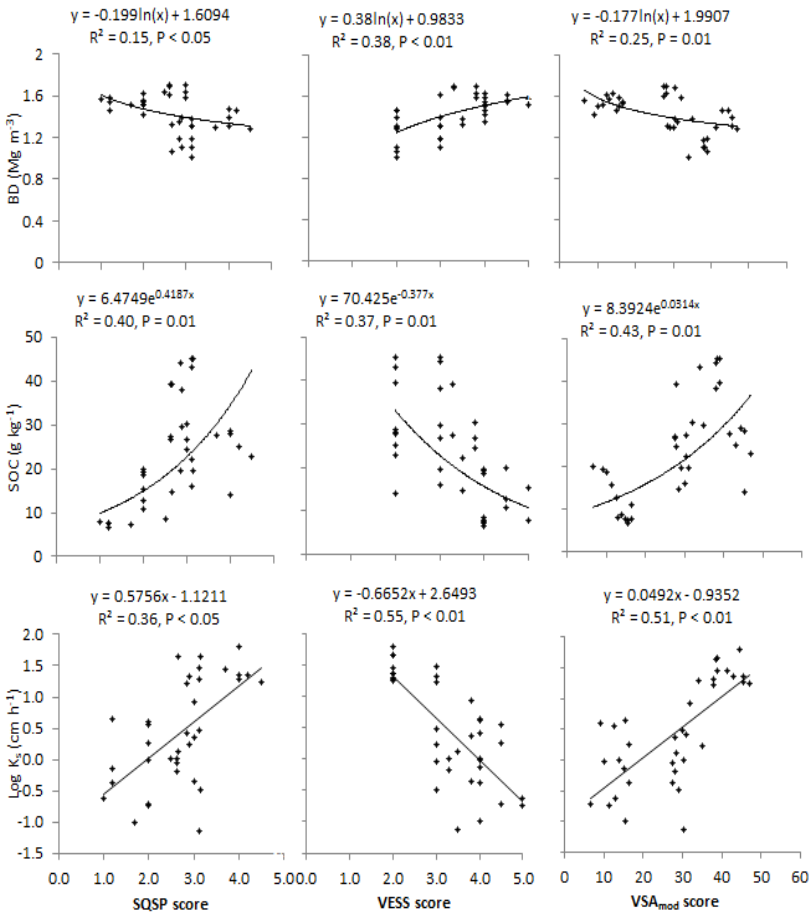 y = -0.199ln(x) + 1.6094
R² = 0.15, P < 0.05
y = 0.38ln(x) + 0.9833
R² = 0.38, P < 0.01
y = -0.177ln(x) + 1.9907
R² = 0.25, P = 0.01
BD (Mg m⁻³)
2
1.6
1.2
0.8
0.4
0
y = 6.4749e^0.4187x
R² = 0.40, P = 0.01
y = 70.425e^-0.377x
R² = 0.37, P = 0.01
y = 8.3924e^0.0314x
R² = 0.43, P = 0.01
SOC (g kg⁻¹)
50
40
30
20
10
0
y = 0.5756x - 1.1211
R² = 0.36, P < 0.05
y = -0.6652x + 2.6493
R² = 0.55, P < 0.01
y = 0.0492x - 0.9352
R² = 0.51, P < 0.01
Log Kₛ (cm h⁻¹)
2.0
1.5
1.0
0.5
0.0
-0.5
-1.0
-1.5
0.0 1.0 2.0 3.0 4.0 5.0
0.0 1.0 2.0 3.0 4.0 5.0
0 10 20 30 40 50 60
SQSP score
VESS score
VSAmod score